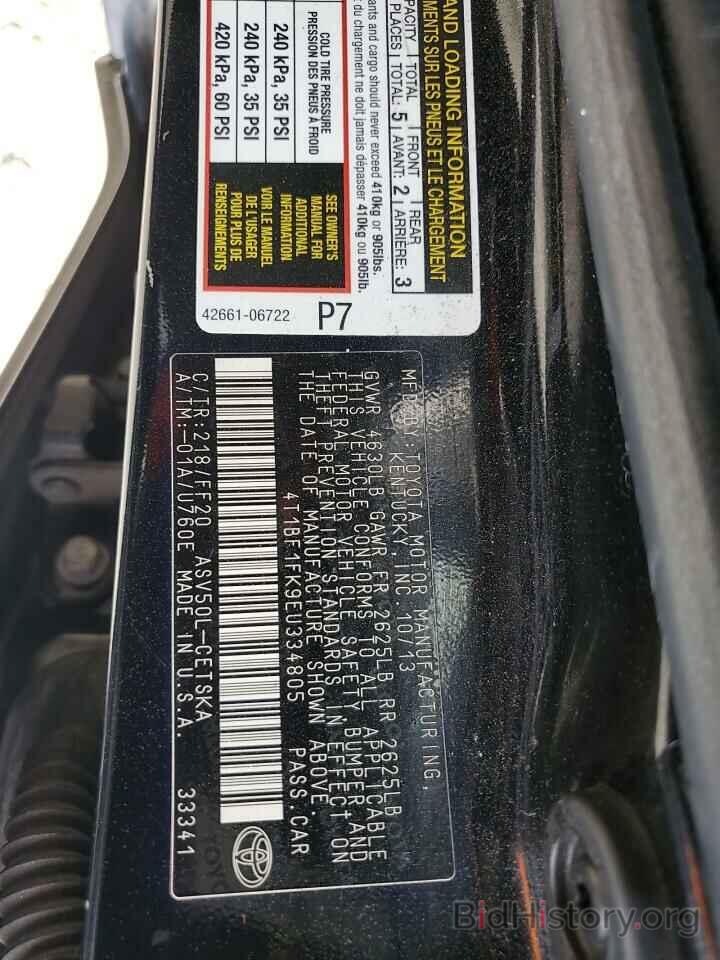 AND LOADING INFORMATION
EMENTS SUR LES PNEUS ET LE CHARGEMENT
PACITY TOTAL FRONT REAR
PLACES TOTAL: 5 AVANT: 2 ARRIÈRE: 3
ants and cargo should never exceed 410kg or 905lbs.
t du chargement ne doit jamais dépasser 410kg ou 905lb.
COLD TIRE PRESSURE
PRESSION DES PNEUS À FROID
240 kPa, 35 PSI
240 kPa, 35 PSI
420 kPa, 60 PSI
SEE OWNER'S
MANUAL FOR
ADDITIONAL
INFORMATION
VOIR LE MANUEL
DE L'USAGER
POUR PLUS DE
RENSEIGNEMENTS
42661-06722 P7
MFD BY: TOYOTA MOTOR MANUFACTURING,
KENTUCKY, INC. 10/13
GVWR 4630LB GAWR FR 2625LB RR 2625LB
THIS VEHICLE CONFORMS TO ALL APPLICABLE
FEDERAL MOTOR VEHICLE SAFETY, BUMPER AND
THEFT PREVENTION STANDARDS IN EFFECT ON
THE DATE OF MANUFACTURE SHOWN ABOVE.
4T1BF1FK9EU334805 PASS.CAR
C/TR:218/FF20 ASV50L-CETSKA 33341
A/TM:-01A/U760E MADE IN U.S.A.
BidHistory.org